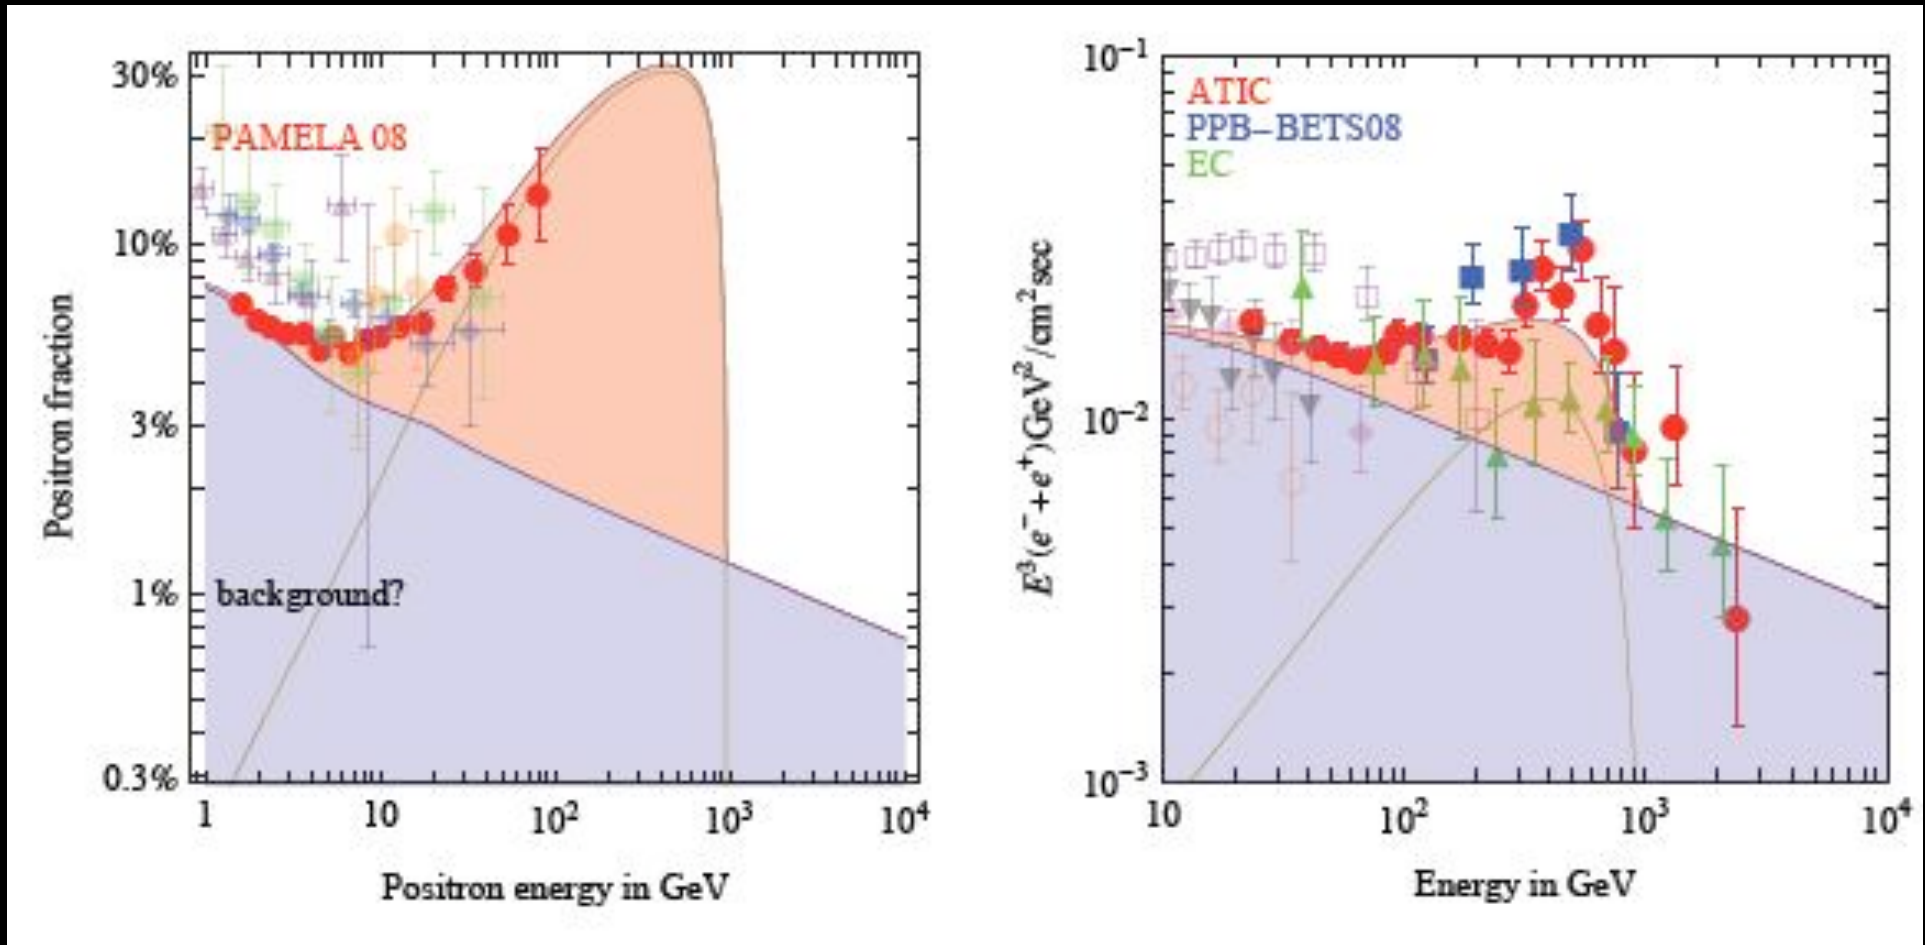 30%
10%
3%
1%
0.3%
Positron fraction
PAMELA 08
background?
1 10 10² 10³ 10⁴
Positron energy in GeV
10⁻¹
10⁻²
10⁻³
E³(e⁻+e⁺)GeV²/cm²sec
ATIC
PPB–BETS08
EC
10 10² 10³ 10⁴
Energy in GeV